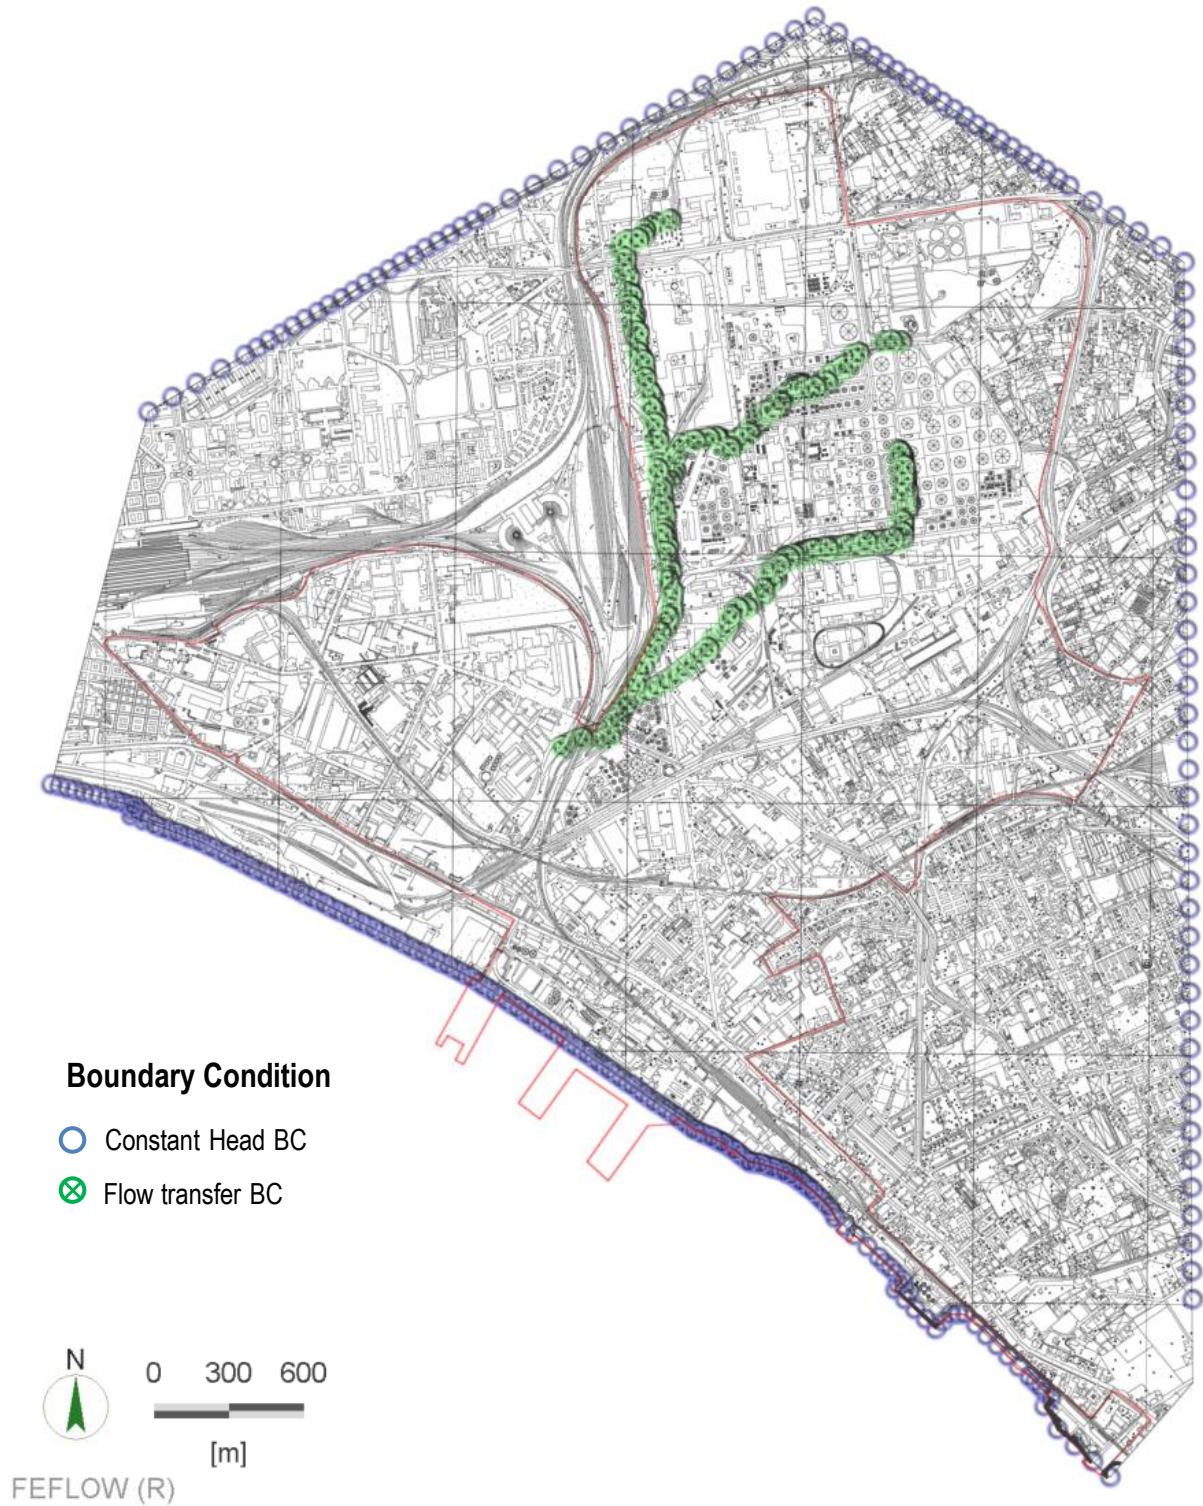 Boundary Condition
Constant Head BC
Flow transfer BC
N
0 300 600
[m]
FEFLOW (R)